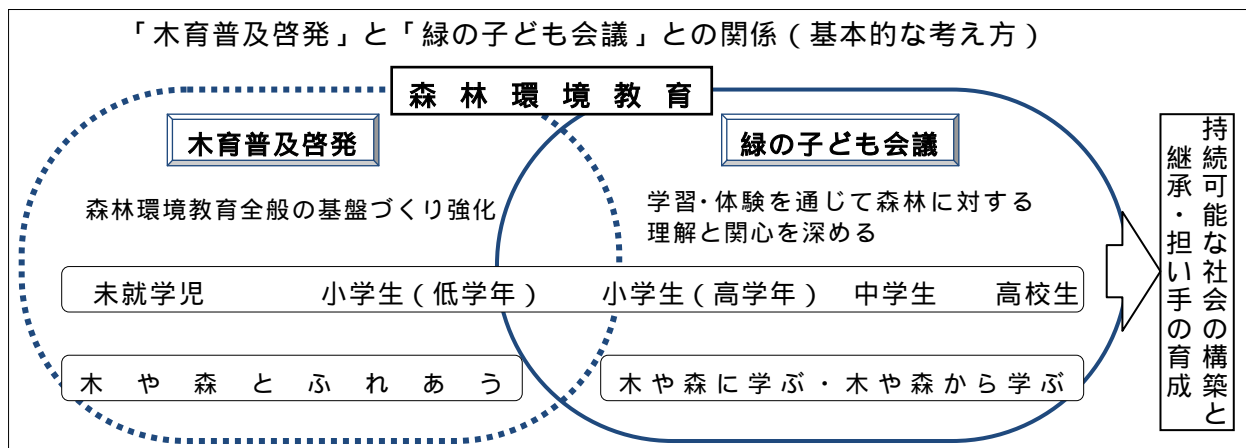 「木育普及啓発」と「緑の子ども会議」との関係(基本的な考え方)
森林環境教育
木育普及啓発
緑の子ども会議
森林環境教育全般の基盤づくり強化
学習・体験を通じて森林に対する
理解と関心を深める
未就学児 小学生(低学年) 小学生(高学年) 中学生 高校生
木や森とふれあう
木や森に学ぶ・木や森から学ぶ
持続可能な社会の構築と
継承・担い手の育成